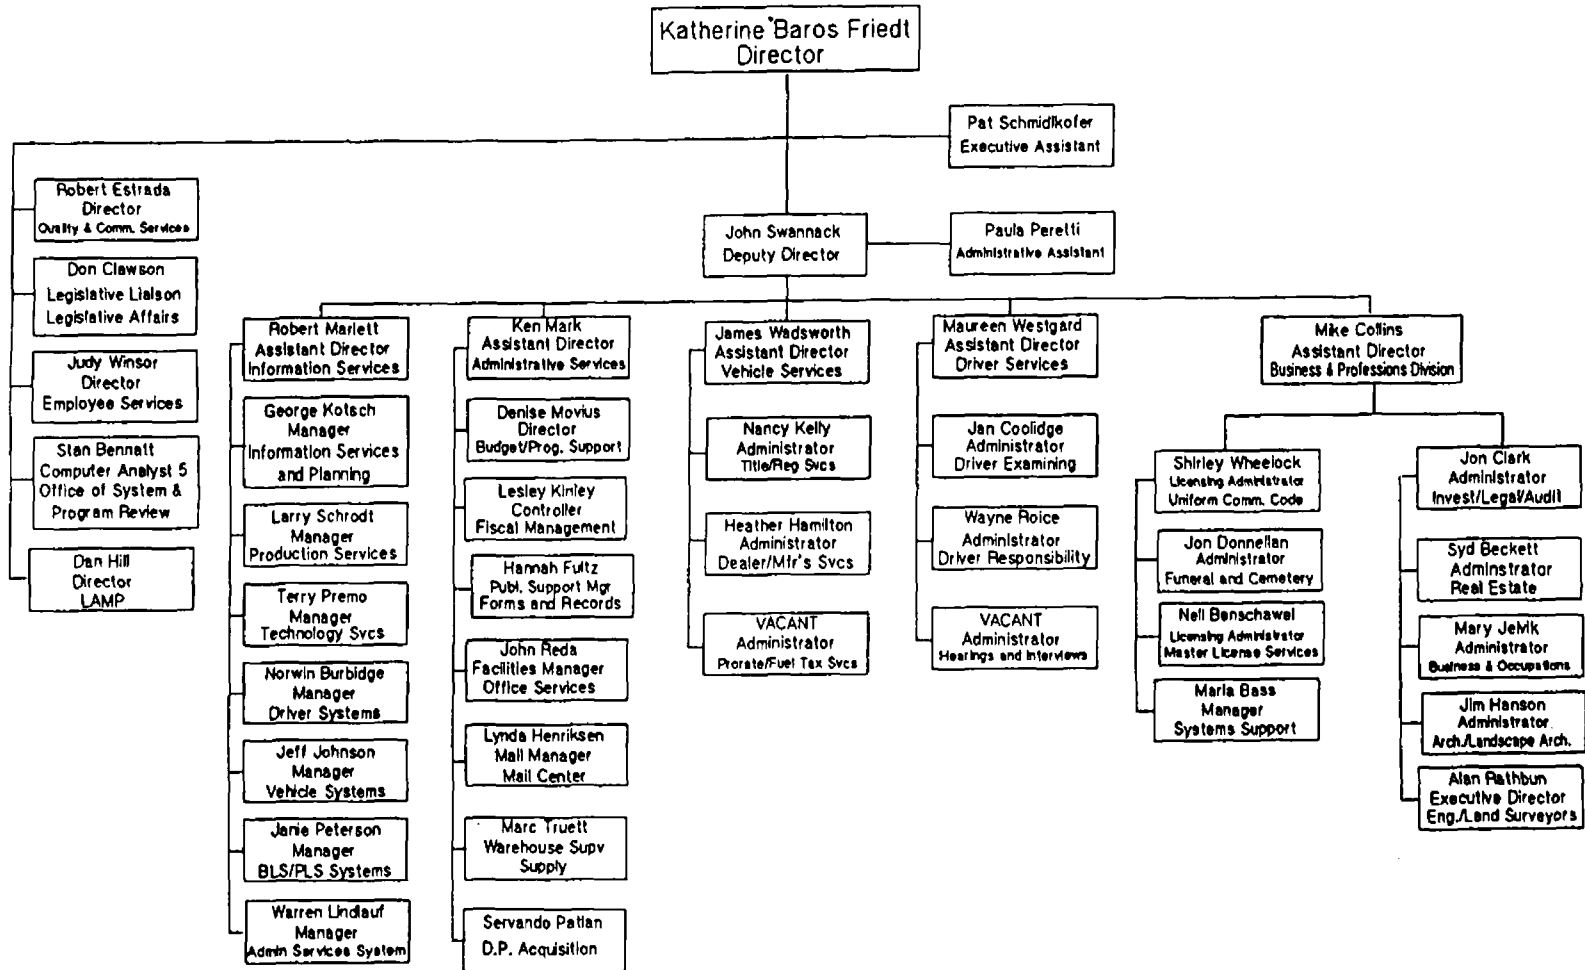 Katherine Baros Friedt
Director
Pat Schmidlkofer
Executive Assistant
Robert Estrada
Director
Quality & Comm. Services
Don Clawson
Legislative Liaison
Legislative Affairs
Judy Winsor
Director
Employee Services
Stan Bennatt
Computer Analyst 5
Office of System &
Program Review
Dan Hill
Director
LAMP
John Swannack
Deputy Director
Paula Peretti
Administrative Assistant
Robert Marlett
Assistant Director
Information Services
George Kotsch
Manager
Information Services
and Planning
Larry Schrodt
Manager
Production Services
Terry Premo
Manager
Technology Svcs
Norwin Burbidge
Manager
Driver Systems
Jeff Johnson
Manager
Vehicle Systems
Janie Peterson
Manager
BLS/PLS Systems
Warren Lindlauf
Manager
Admin Services System
Ken Mark
Assistant Director
Administrative Services
Denise Movius
Director
Budget/Prog. Support
Lesley Kinley
Controller
Fiscal Management
Hannah Fultz
Publ. Support Mgr
Forms and Records
John Reda
Facilities Manager
Office Services
Lynda Henriksen
Mail Manager
Mail Center
Marc Truett
Warehouse Supv
Supply
Servando Patlan
D.P. Acquisition
James Wadsworth
Assistant Director
Vehicle Services
Nancy Kelly
Administrator
Title/Reg Svcs
Heather Hamilton
Administrator
Dealer/Mfr's Svcs
VACANT
Administrator
Prorate/Fuel Tax Svcs
Maureen Westgard
Assistant Director
Driver Services
Jan Coolidge
Administrator
Driver Examining
Wayne Roice
Administrator
Driver Responsibility
VACANT
Administrator
Hearings and Interviews
Mike Collins
Assistant Director
Business & Professions Division
Shirley Wheelock
Licensing Administrator
Uniform Comm. Code
Jon Donnellan
Administrator
Funeral and Cemetery
Nell Benschawel
Licensing Administrator
Master License Services
Marla Bass
Manager
Systems Support
Jon Clark
Administrator
Invest/Legal/Audit
Syd Beckett
Adminstrator
Real Estate
Mary Jelvik
Administrator
Business & Occupations
Jim Hanson
Administrator
Arch./Landscape Arch.
Alan Rathbun
Executive Director
Eng./Land Surveyors